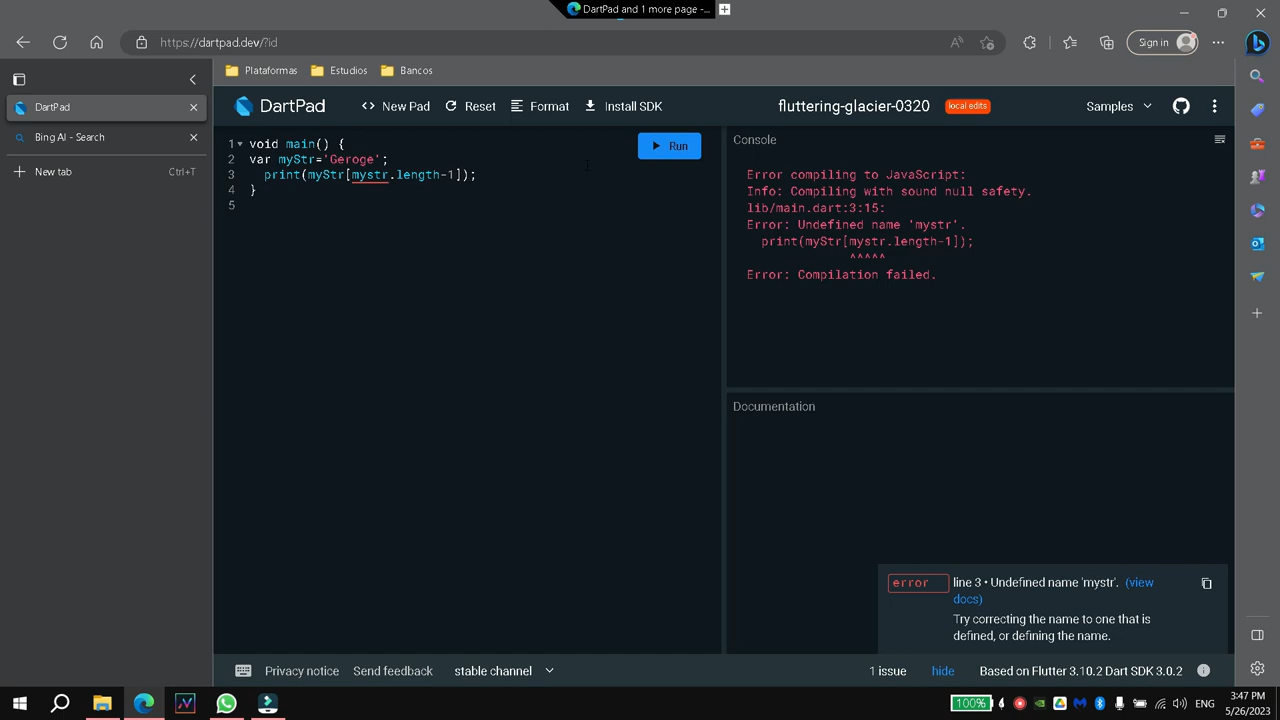 DartPad and 1 more page -...
https://dartpad.dev/?id
Sign in
Plataformas
Estudios
Bancos
DartPad
Bing AI - Search
New tab
Ctrl+T
DartPad
<> New Pad
Reset
Format
Install SDK
fluttering-glacier-0320
local edits
Samples
1
void main() {
2
var myStr='Geroge';
3
print(myStr[mystr.length-1]);
4
}
5
Run
Console
Error compiling to JavaScript:
Info: Compiling with sound null safety.
lib/main.dart:3:15:
Error: Undefined name 'mystr'.
print(myStr[mystr.length-1]);
^^^^^
Error: Compilation failed.
Documentation
error
line 3 • Undefined name 'mystr'. (view
docs)
Try correcting the name to one that is
defined, or defining the name.
Privacy notice
Send feedback
stable channel
1 issue
hide
Based on Flutter 3.10.2 Dart SDK 3.0.2
100%
ENG
3:47 PM
5/26/2023